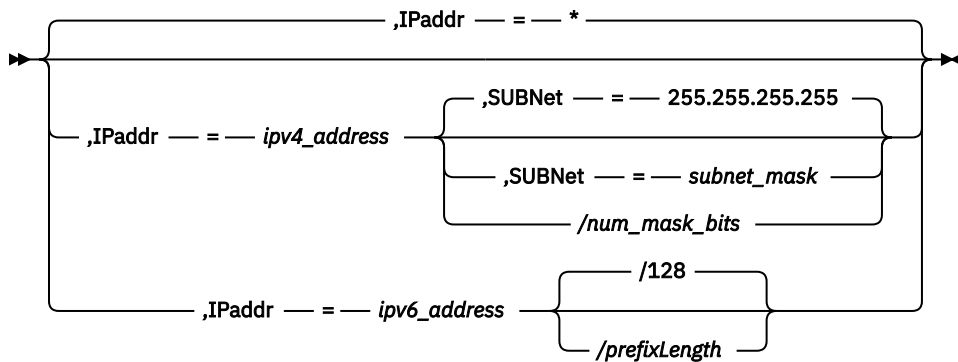 ,IPaddr = *
,SUBNet = 255.255.255.255
,IPaddr = ipv4_address
,SUBNet = subnet_mask
/num_mask_bits
/128
,IPaddr = ipv6_address
/prefixLength